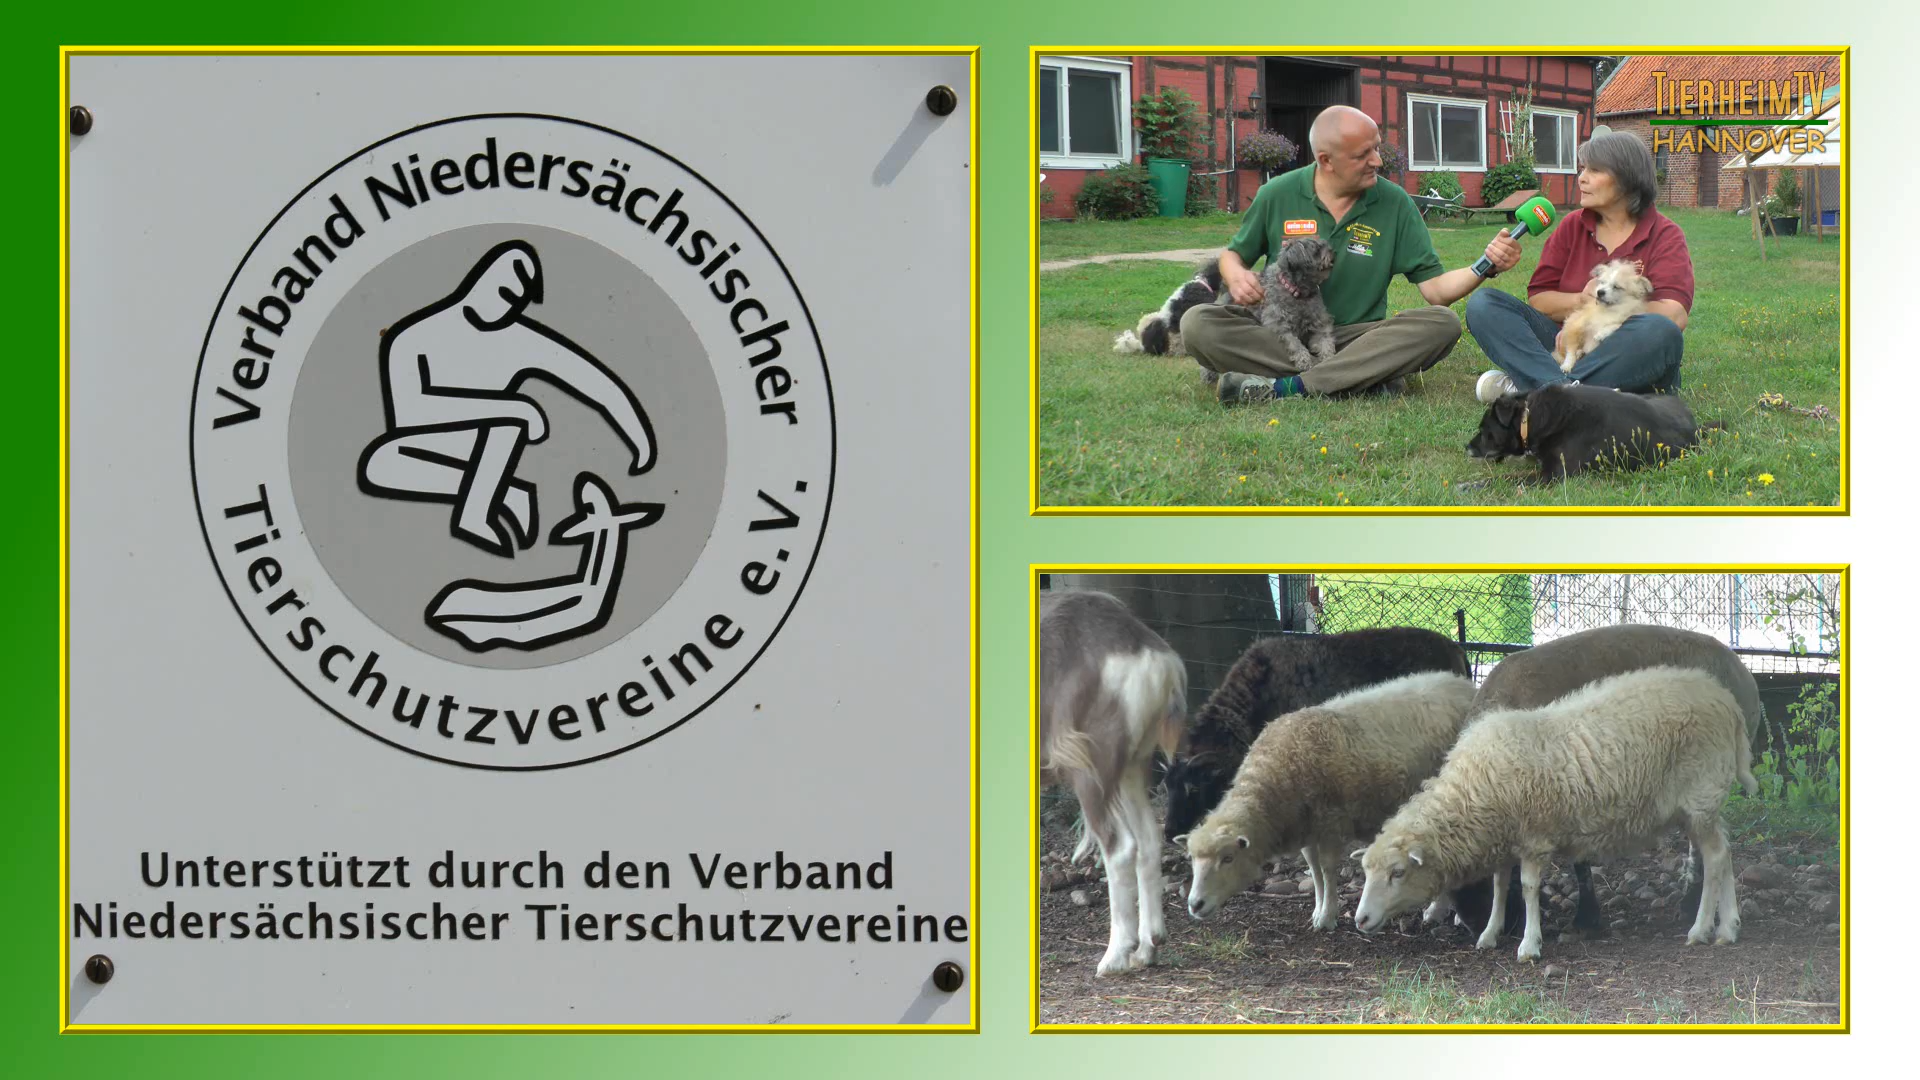 Verband Niedersächsischer
Tierschutzvereine e.V.
Unterstützt durch den Verband
Niedersächsischer Tierschutzvereine
TIERHEIMTV
HANNOVER